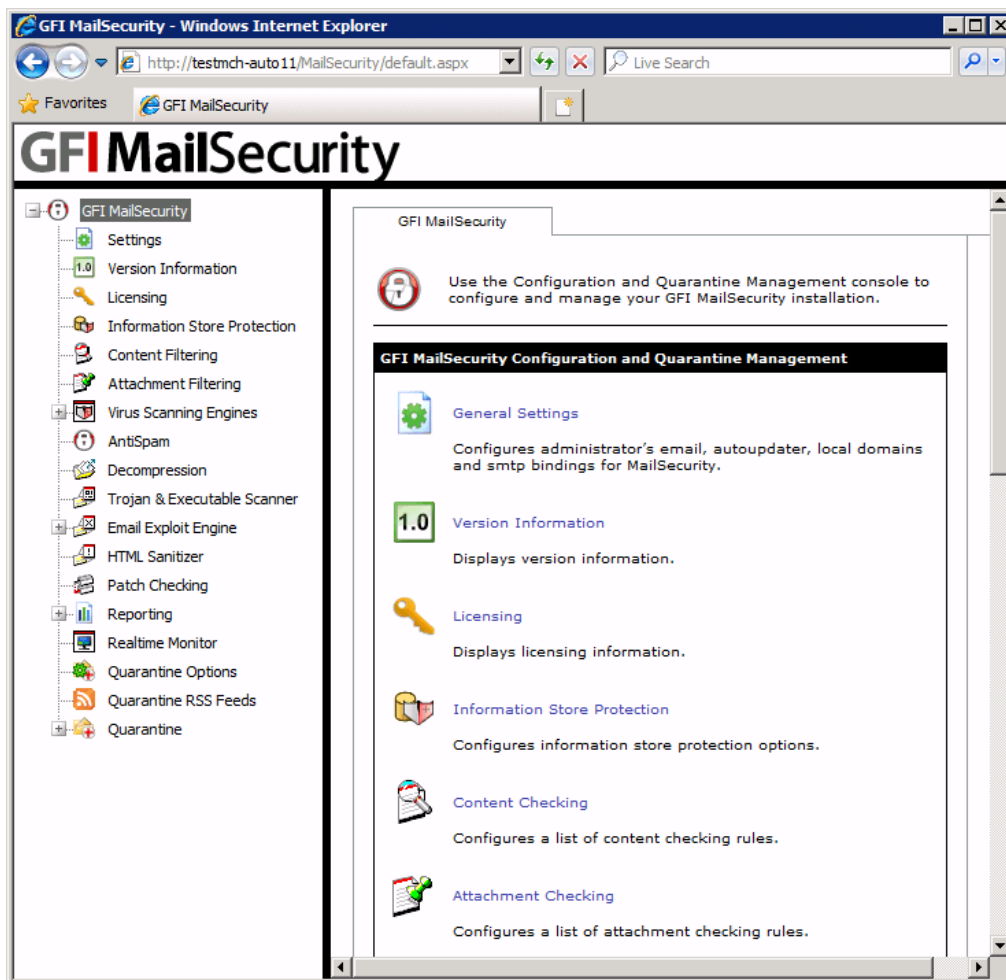 GFI MailSecurity - Windows Internet Explorer
http://testmch-auto11/MailSecurity/default.aspx
Live Search
Favorites
GFI MailSecurity
GFI MailSecurity
GFI MailSecurity
Settings
1.0
Version Information
Licensing
Information Store Protection
Content Filtering
Attachment Filtering
Virus Scanning Engines
AntiSpam
Decompression
Trojan & Executable Scanner
Email Exploit Engine
HTML Sanitizer
Patch Checking
Reporting
Realtime Monitor
Quarantine Options
Quarantine RSS Feeds
Quarantine
GFI MailSecurity
Use the Configuration and Quarantine Management console to
configure and manage your GFI MailSecurity installation.
GFI MailSecurity Configuration and Quarantine Management
General Settings
Configures administrator's email, autoupdater, local domains
and smtp bindings for MailSecurity.
1.0
Version Information
Displays version information.
Licensing
Displays licensing information.
Information Store Protection
Configures information store protection options.
Content Checking
Configures a list of content checking rules.
Attachment Checking
Configures a list of attachment checking rules.